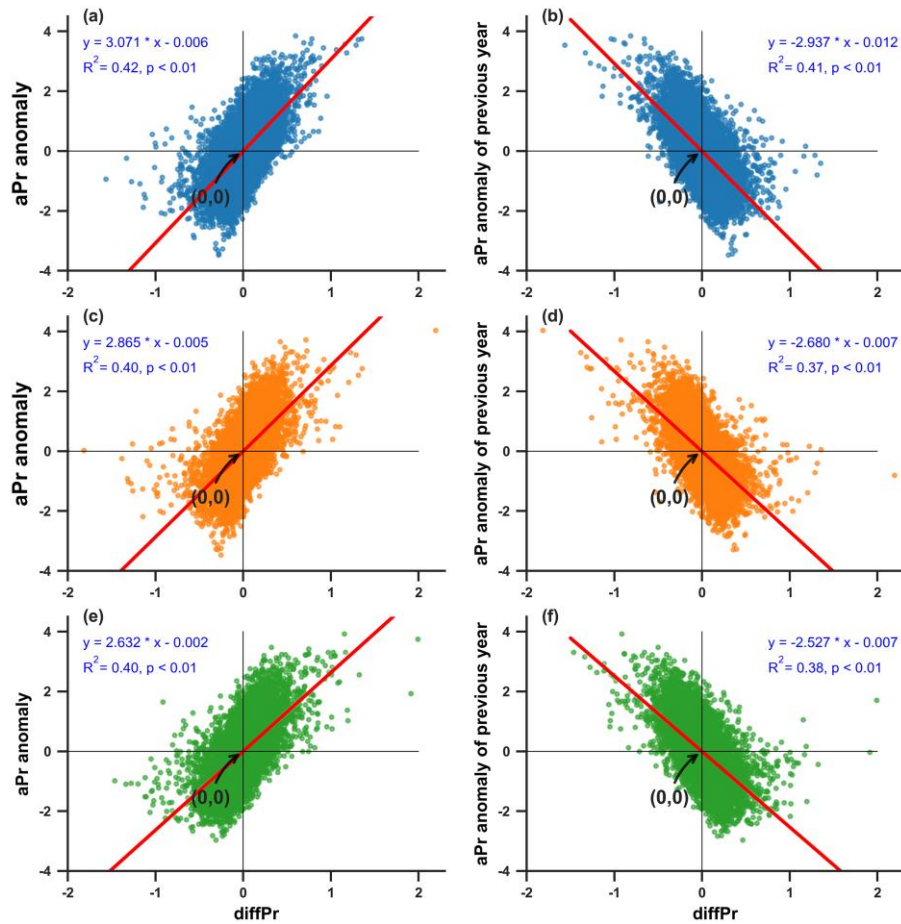 (a)
y = 3.071 * x - 0.006
R2 = 0.42, p < 0.01
aPr anomaly
4
2
0
-2
-4
(0,0)
-2 -1 0 1 2
(b)
y = -2.937 * x - 0.012
R2 = 0.41, p < 0.01
aPr anomaly of previous year
4
2
0
-2
-4
(0,0)
-2 -1 0 1 2
(c)
y = 2.865 * x - 0.005
R2 = 0.40, p < 0.01
aPr anomaly
4
2
0
-2
-4
(0,0)
-2 -1 0 1 2
(d)
y = -2.680 * x - 0.007
R2 = 0.37, p < 0.01
aPr anomaly of previous year
4
2
0
-2
-4
(0,0)
-2 -1 0 1 2
(e)
y = 2.632 * x - 0.002
R2 = 0.40, p < 0.01
aPr anomaly
4
2
0
-2
-4
(0,0)
-2 -1 0 1 2
diffPr
(f)
y = -2.527 * x - 0.007
R2 = 0.38, p < 0.01
aPr anomaly of previous year
4
2
0
-2
-4
(0,0)
-2 -1 0 1 2
diffPr